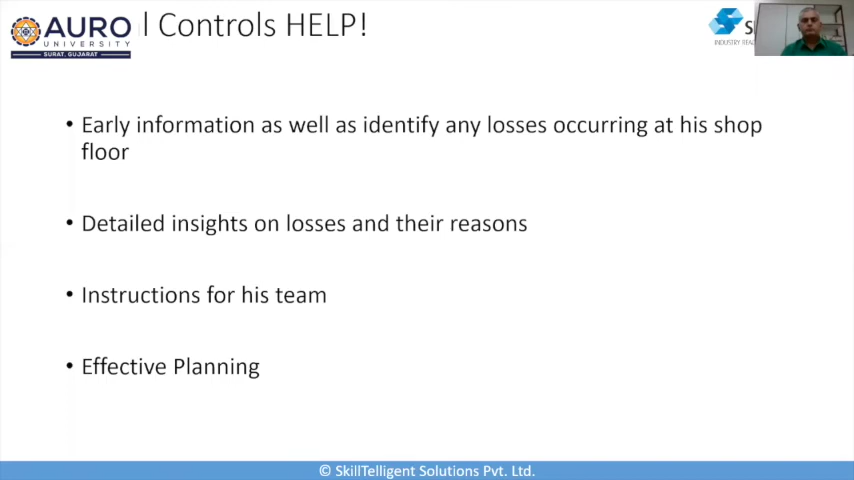 AURO
UNIVERSITY
SURAT, GUJARAT
l Controls HELP!
INDUSTRY
• Early information as well as identify any losses occurring at his shop
floor
• Detailed insights on losses and their reasons
• Instructions for his team
• Effective Planning
© SkillTelligent Solutions Pvt. Ltd.